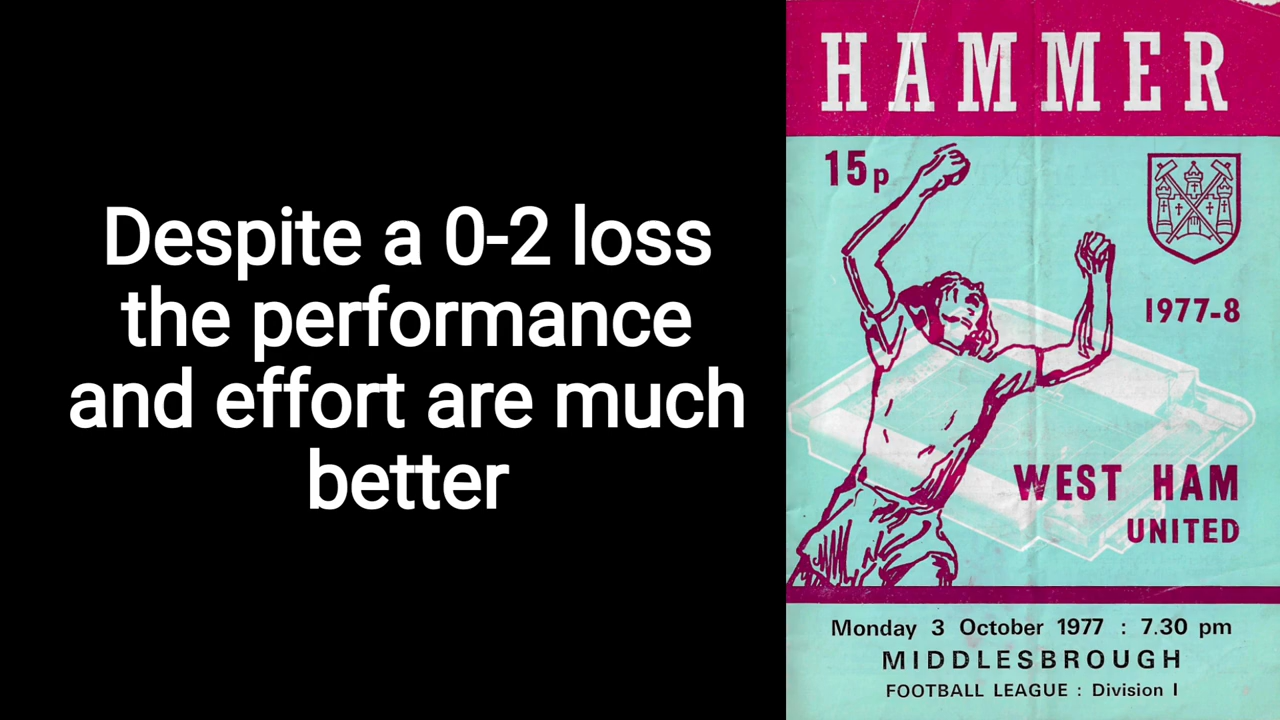 Despite a 0-2 loss
the performance
and effort are much
better
HAMMER
15p
1977-8
WEST HAM
UNITED
Monday 3 October 1977 : 7.30 pm
MIDDLESBROUGH
FOOTBALL LEAGUE : Division I